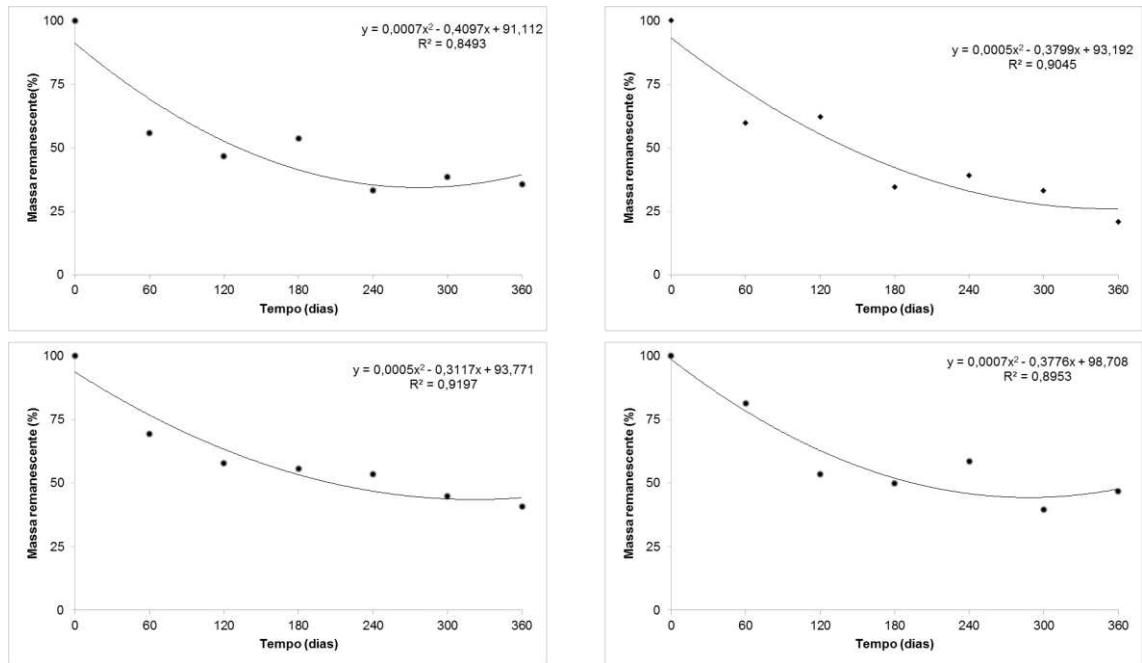 y = 0,0007x² - 0,4097x + 91,112
R² = 0,8493
Massa remanescente(%)
100
75
50
25
0
0 60 120 180 240 300 360
Tempo (dias)
y = 0,0005x² - 0,3799x + 93,192
R² = 0,9045
Massa remanescente (%)
100
75
50
25
0
0 60 120 180 240 300 360
Tempo (dias)
y = 0,0005x² - 0,3117x + 93,771
R² = 0,9197
Massa remanescente (%)
100
75
50
25
0
0 60 120 180 240 300 360
Tempo (dias)
y = 0,0007x² - 0,3776x + 98,708
R² = 0,8953
Massa remanescente (%)
100
75
50
25
0
0 60 120 180 240 300 360
Tempo (dias)